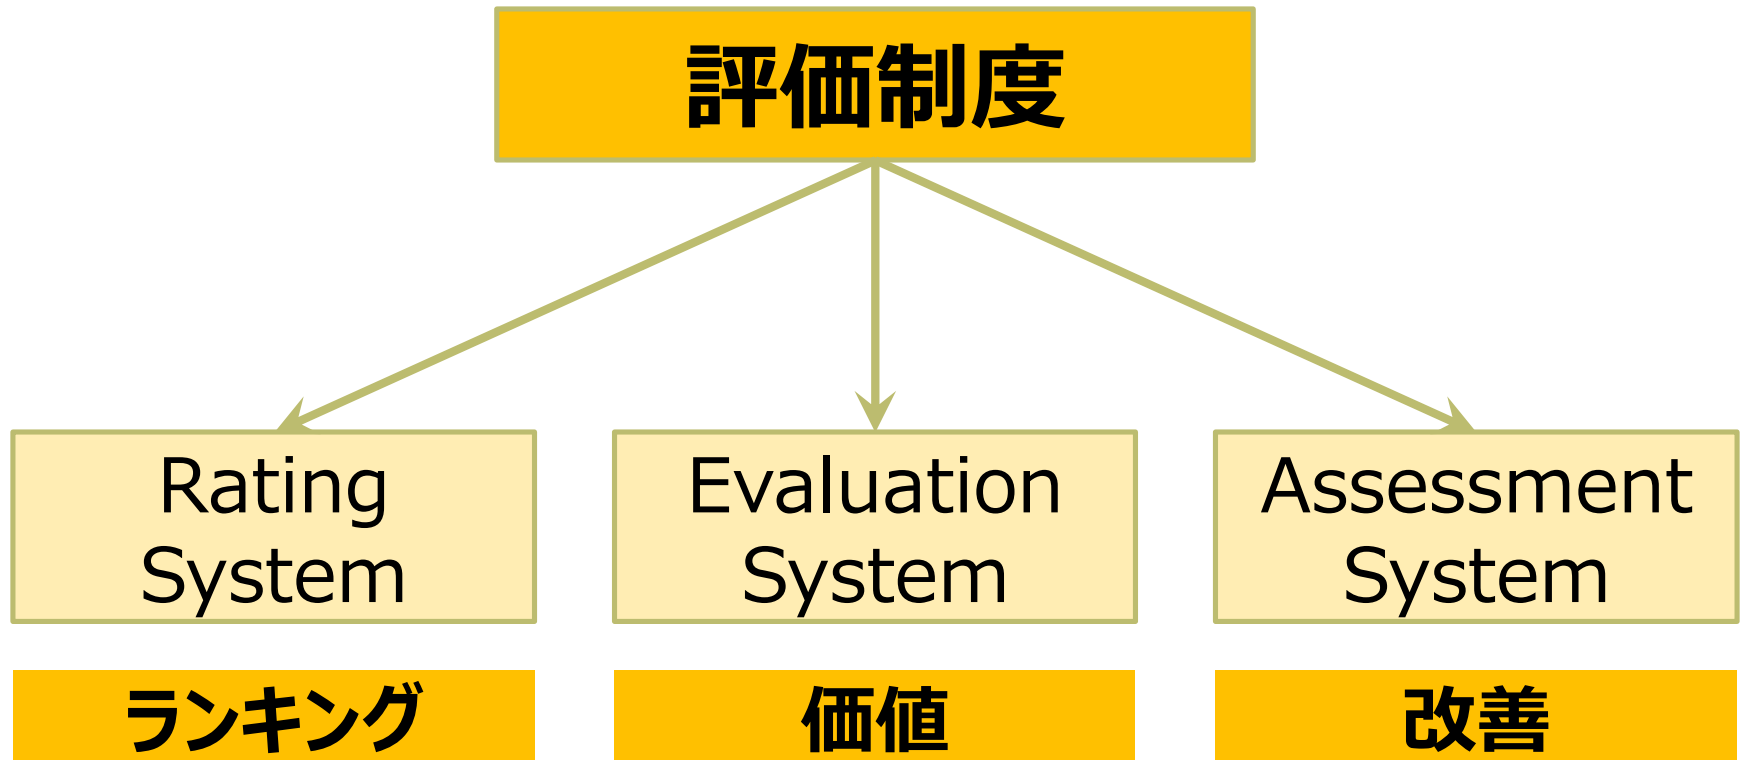 評価制度
Rating
System
Evaluation
System
Assessment
System
ランキング
価値
改善